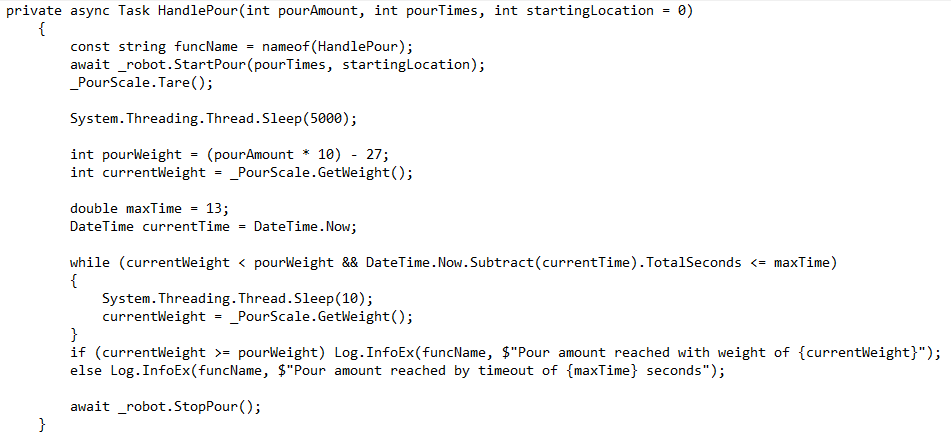 private async Task HandlePour(int pourAmount, int pourTimes, int startingLocation = 0)
{
const string funcName = nameof(HandlePour);
await _robot.StartPour(pourTimes, startingLocation);
_PourScale.Tare();
System.Threading.Thread.Sleep(5000);
int pourWeight = (pourAmount * 10) - 27;
int currentWeight = _PourScale.GetWeight();
double maxTime = 13;
DateTime currentTime = DateTime.Now;
while (currentWeight < pourWeight && DateTime.Now.Subtract(currentTime).TotalSeconds <= maxTime)
{
System.Threading.Thread.Sleep(10);
currentWeight = _PourScale.GetWeight();
}
if (currentWeight >= pourWeight) Log.InfoEx(funcName, $"Pour amount reached with weight of {currentWeight}");
else Log.InfoEx(funcName, $"Pour amount reached by timeout of {maxTime} seconds");
await _robot.StopPour();
}